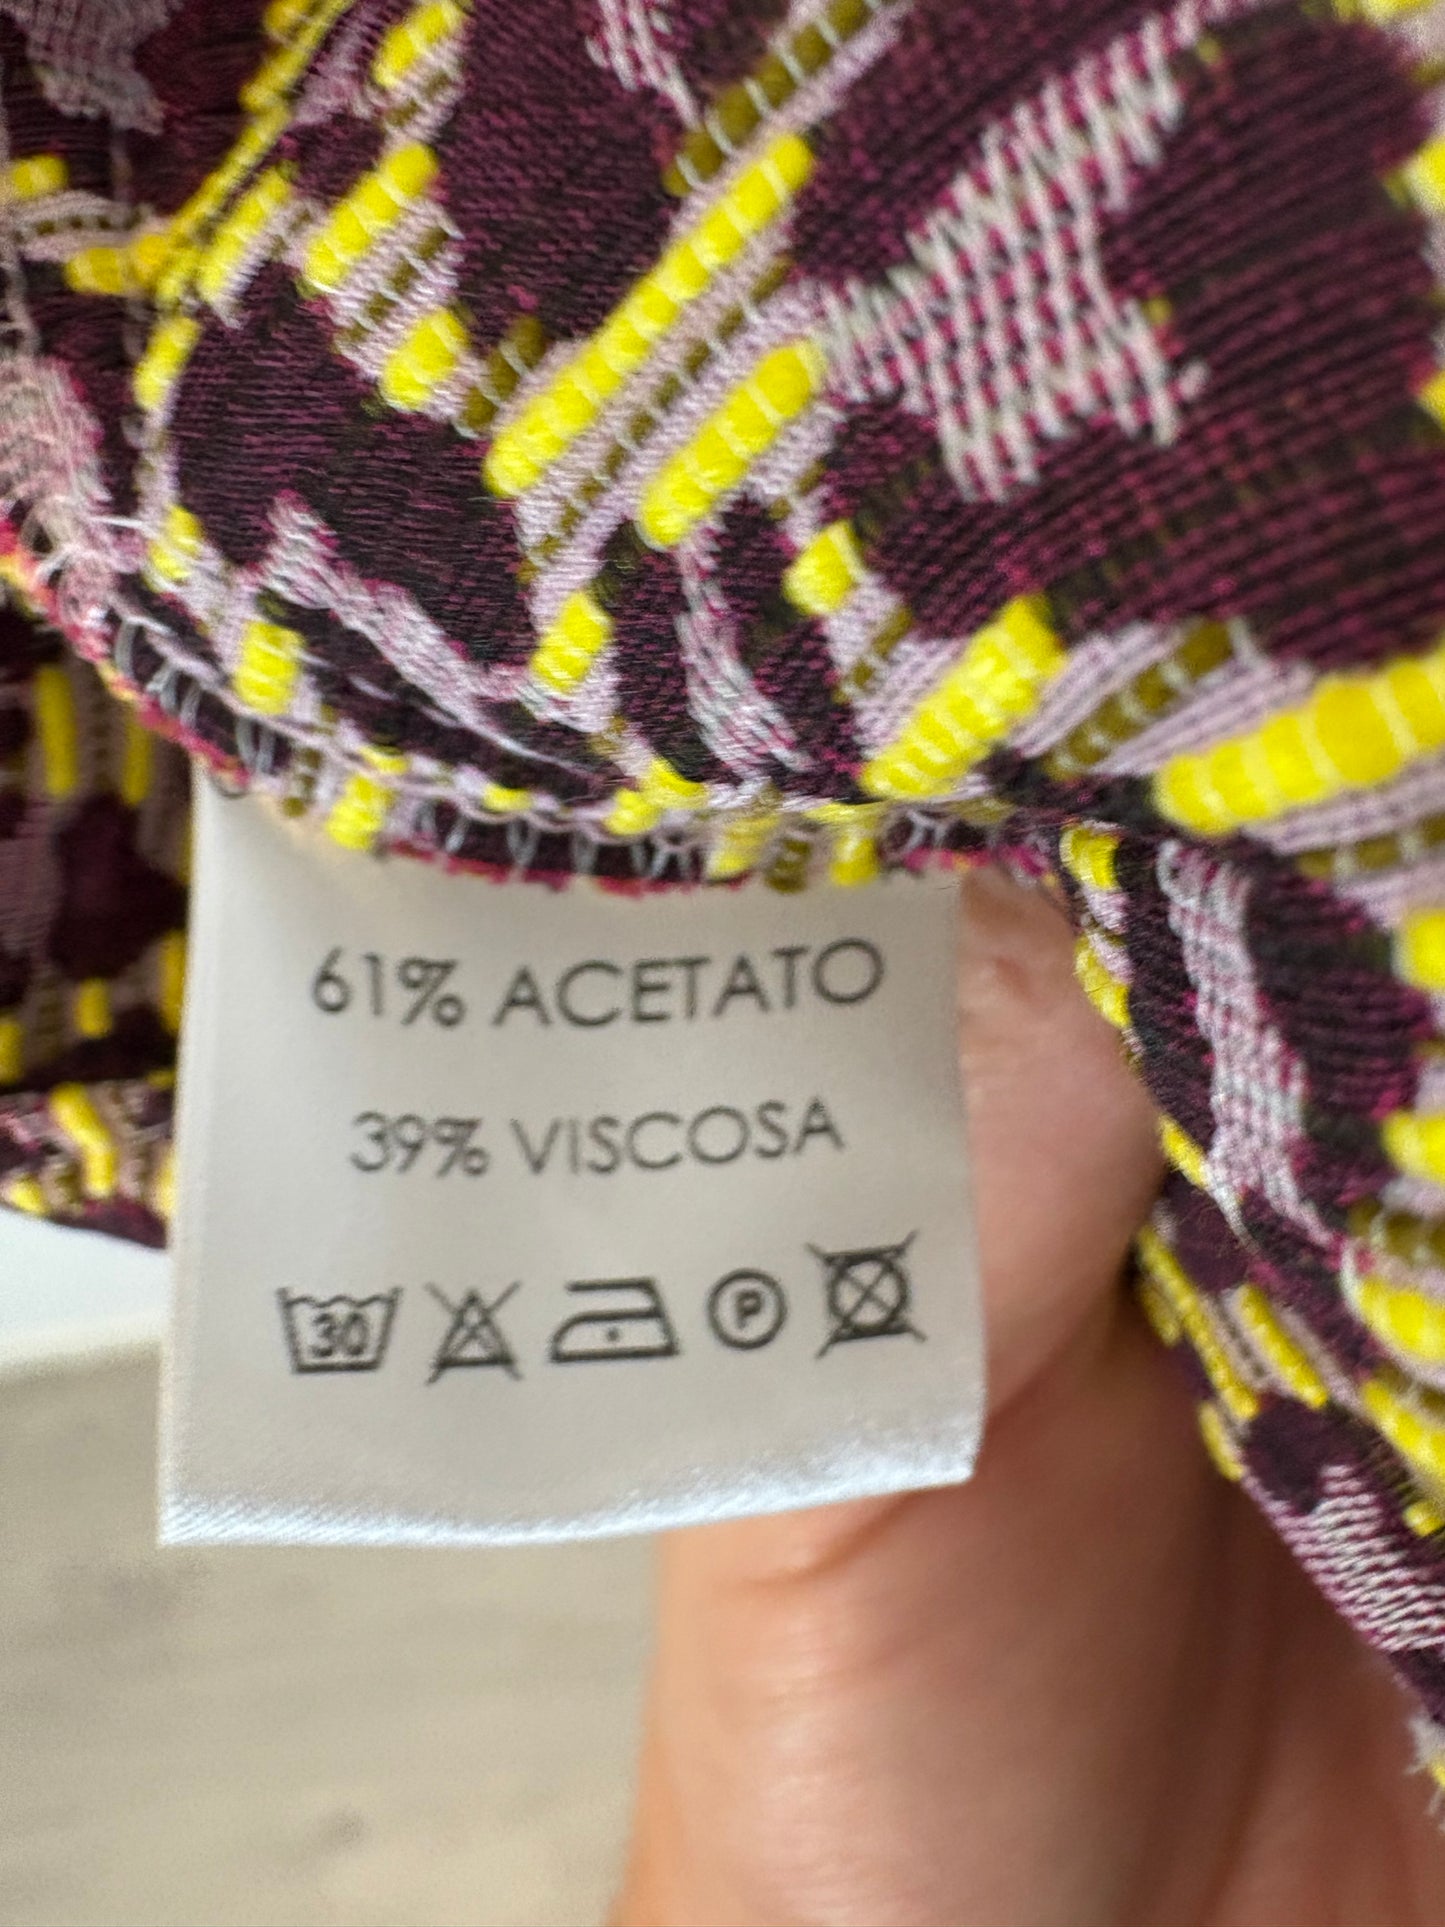 61% ACETATO
39% VISCOSA
30 P